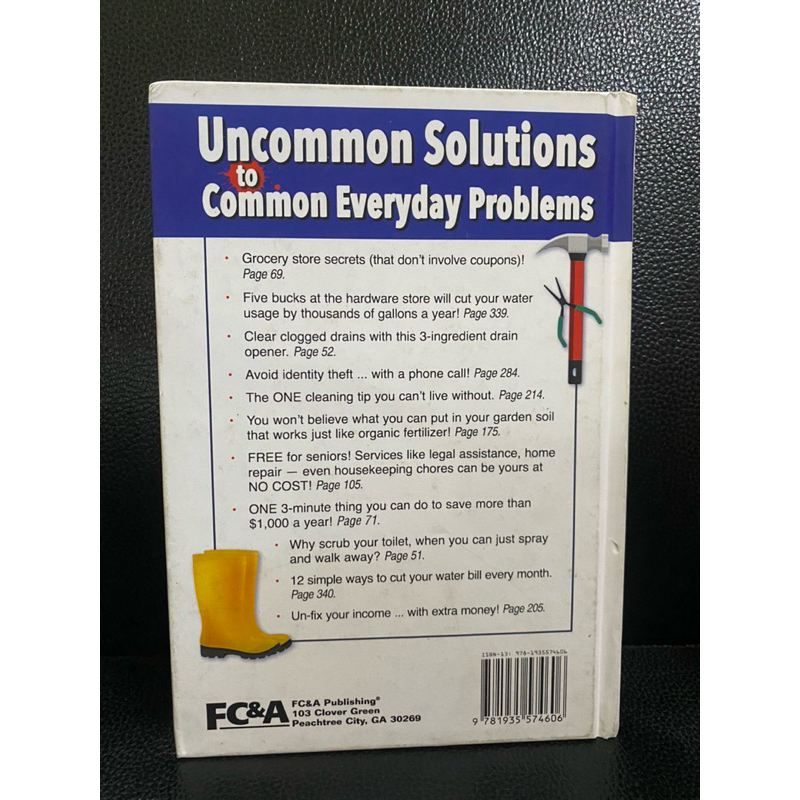 Uncommon Solutions
to
Common Everyday Problems
• Grocery store secrets (that don't involve coupons)!
Page 69.
• Five bucks at the hardware store will cut your water
usage by thousands of gallons a year! Page 339.
• Clear clogged drains with this 3-ingredient drain
opener. Page 52.
• Avoid identity theft ... with a phone call! Page 284.
• The ONE cleaning tip you can't live without. Page 214.
• You won't believe what you can put in your garden soil
that works just like organic fertilizer! Page 175.
• FREE for seniors! Services like legal assistance, home
repair — even housekeeping chores can be yours at
NO COST! Page 105.
• ONE 3-minute thing you can do to save more than
$1,000 a year! Page 71.
• Why scrub your toilet, when you can just spray
and walk away? Page 51.
• 12 simple ways to cut your water bill every month.
Page 340.
• Un-fix your income ... with extra money! Page 205.
ISBN-13: 978-1935574606
9 781935 574606
FC&A
FC&A Publishing®
103 Clover Green
Peachtree City, GA 30269